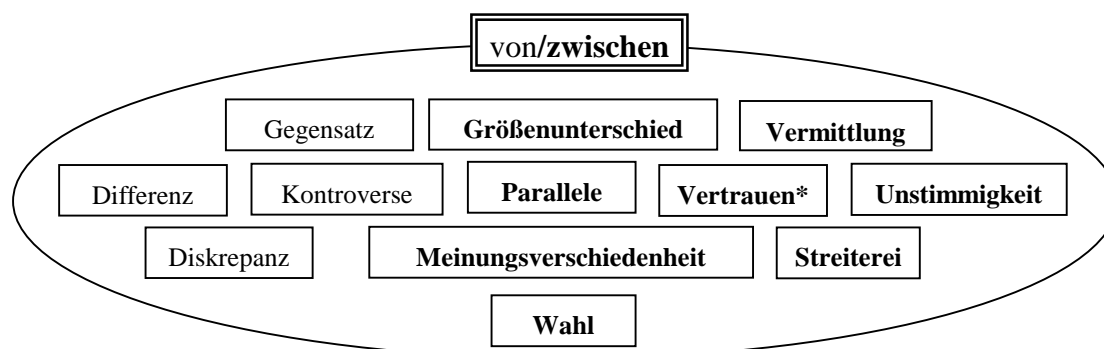 von/zwischen
Gegensatz Größenunterschied Vermittlung
Differenz Kontroverse Parallele Vertrauen* Unstimmigkeit
Diskrepanz Meinungsverschiedenheit Streiterei
Wahl